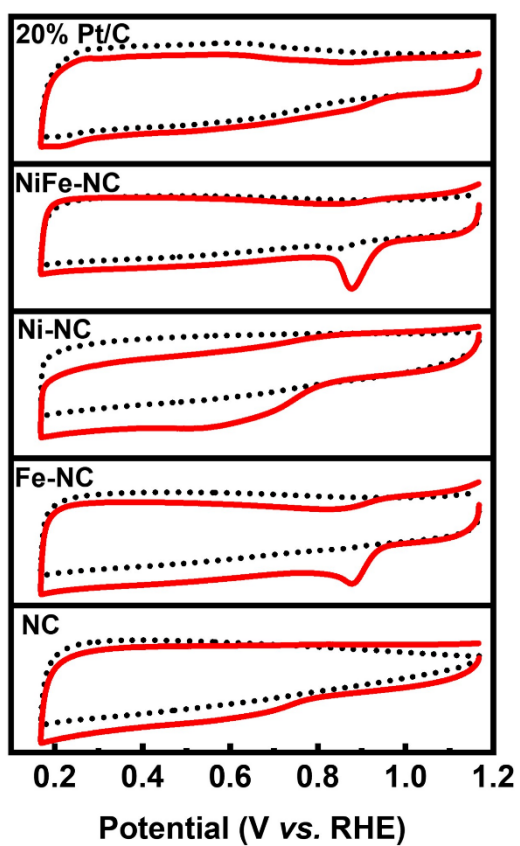 20% Pt/C
NiFe-NC
Ni-NC
Fe-NC
NC
0.2 0.4 0.6 0.8 1.0 1.2
Potential (V vs. RHE)